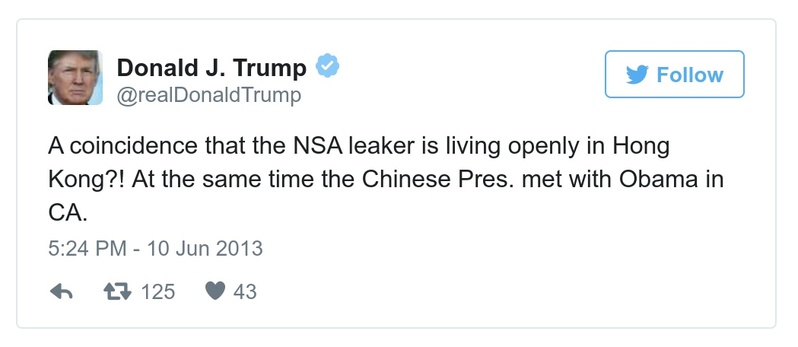 Donald J. Trump
@realDonaldTrump
Follow
A coincidence that the NSA leaker is living openly in Hong
Kong?! At the same time the Chinese Pres. met with Obama in
CA.
5:24 PM - 10 Jun 2013
125 43